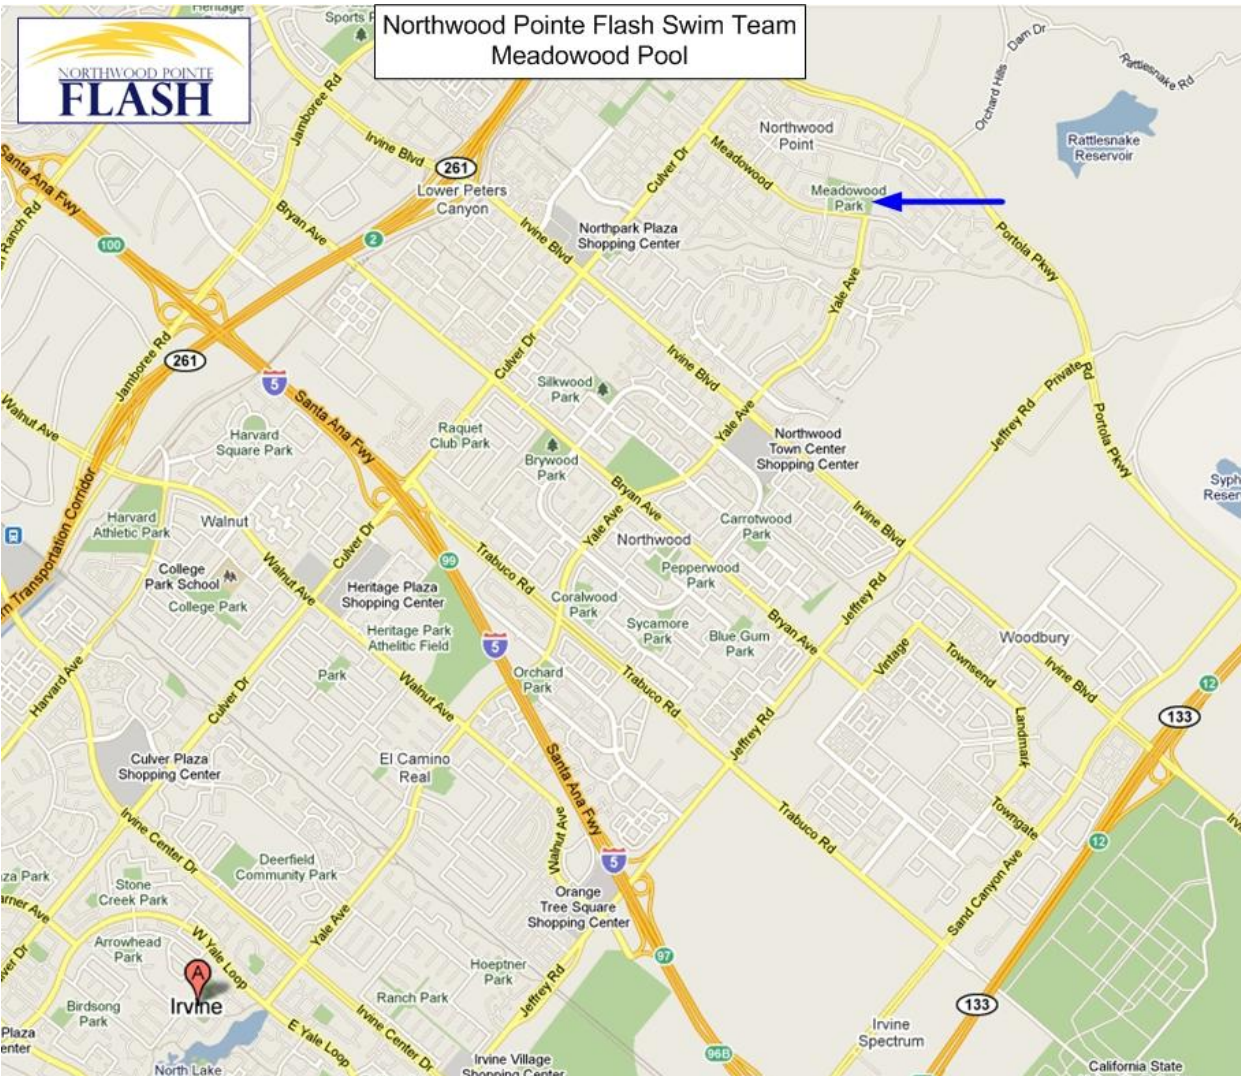 Northwood Pointe Flash Swim Team
Meadowood Pool
NORTHWOOD POINTE
FLASH
Heritage
Sports
Dam Dr
Orchard Hills
Rattlesnake Rd
Rattlesnake
Reservoir
Jamboree Rd
Irvine Blvd
261
Lower Peters
Canyon
Culver Dr
Meadowood
Northwood
Point
Meadowood
Park
Santa Ana Fwy
Ranch Rd
100
Bryan Ave
2
Irvine Blvd
Northpark Plaza
Shopping Center
Portola Pkwy
Yale Ave
Jamboree Rd
261
5
Culver Dr
Irvine Blvd
Private
Rd
Walnut Ave
Santa Ana Fwy
Silkwood
Park
Yale Ave
Jeffrey Rd
Portola Pkwy
Harvard
Square Park
Raquet
Club Park
Brywood
Park
Northwood
Town Center
Shopping Center
Transportation Corridor
Harvard
Athletic Park
Walnut
Culver Dr
Bryan Ave
Yale Ave
Northwood
Carrotwood
Park
Irvine Blvd
99
Trabuco Rd
Pepperwood
Park
College
Park School
College Park
Walnut Ave
Heritage Plaza
Shopping Center
Heritage Park
Athelitic Field
Coralwood
Park
Sycamore
Park
Blue Gum
Park
Bryan Ave
Jeffrey Rd
Vintage
Townsend
Woodbury
Irvine Blvd
Landmark
12
133
Harvard Ave
Culver Dr
Park
Walnut Ave
5
Orchard
Park
Trabuco Rd
Jeffrey Rd
Culver Plaza
Shopping Center
El Camino
Real
Santa Ana Fwy
Walnut Ave
Trabuco Rd
Towngate
12
Irvine Center Dr
Deerfield
Community Park
Stone
Creek Park
Park
Yale Ave
5
Orange
Tree Square
Shopping Center
Sand Canyon Ave
Arrowhead
Park
W Yale Loop
97
A
Irvine
Birdsong
Park
Hoeptner
Park
Ranch Park
Jeffrey Rd
133
Plaza
E Yale Loop
Irvine Center Dr
Irvine
Spectrum
96B
North Lake
Irvine Village
Shopping Center
California State